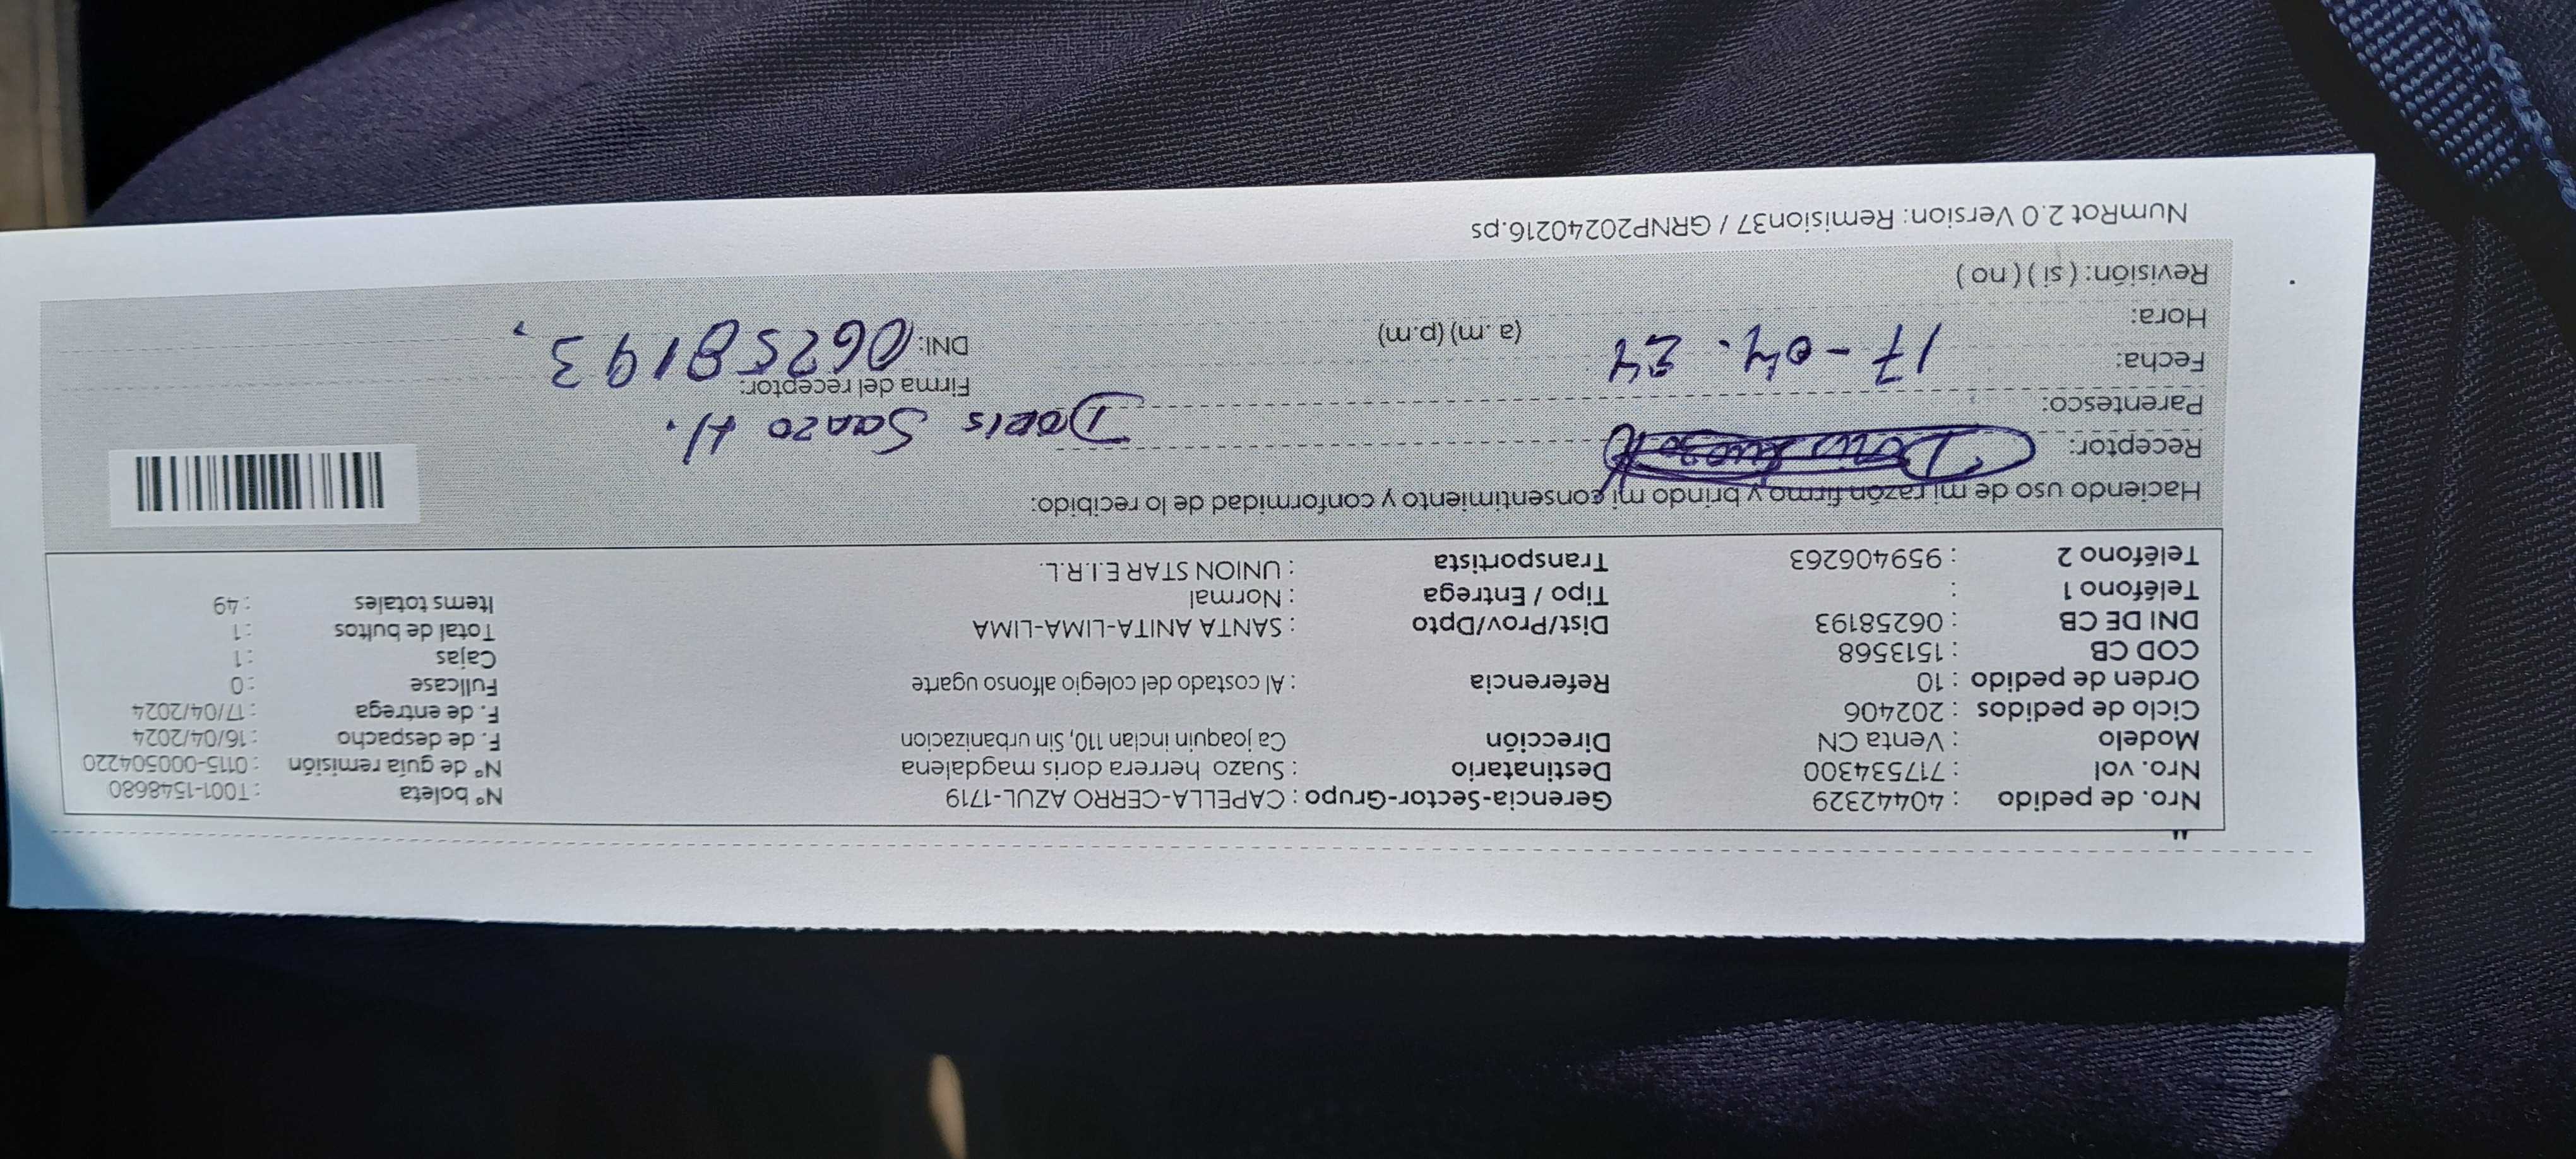 Nro. de pedido : 40442329 Gerencia-Sector-Grupo : CAPELLA-CERRO AZUL-1719 N° boleta : T001-1548680
Nro. vol : 717534300 Destinatario : Suazo herrera doris magdalena N° de guía remisión : 0115-000504220
Modelo : Venta CN Dirección Ca joaquin inclan 110, Sin urbanizacion F. de despacho : 16/04/2024
Ciclo de pedidos : 202406 F. de entrega : 17/04/2024
Orden de pedido : 10 Referencia : Al costado del colegio alfonso ugarte Fullcase : 0
COD CB : 1513568 Cajas : 1
DNI DE CB : 06258193 Dist/Prov/Dpto : SANTA ANITA-LIMA-LIMA Total de bultos : 1
Teléfono 1 : Tipo / Entrega : Normal Items totales : 49
Teléfono 2 : 959406263 Transportista : UNION STAR E.I.R.L.
Haciendo uso de mi razón firmo y brindo mi consentimiento y conformidad de lo recibido:
Receptor: Doris Suazo H.
Parentesco:
Firma del receptor:
Fecha: 17-04.24
DNI: 06258193
Hora: (a.m) (p.m)
Revisión: ( si ) ( no )
NumRot 2.0 Version: Remision37 / GRNP20240216.ps